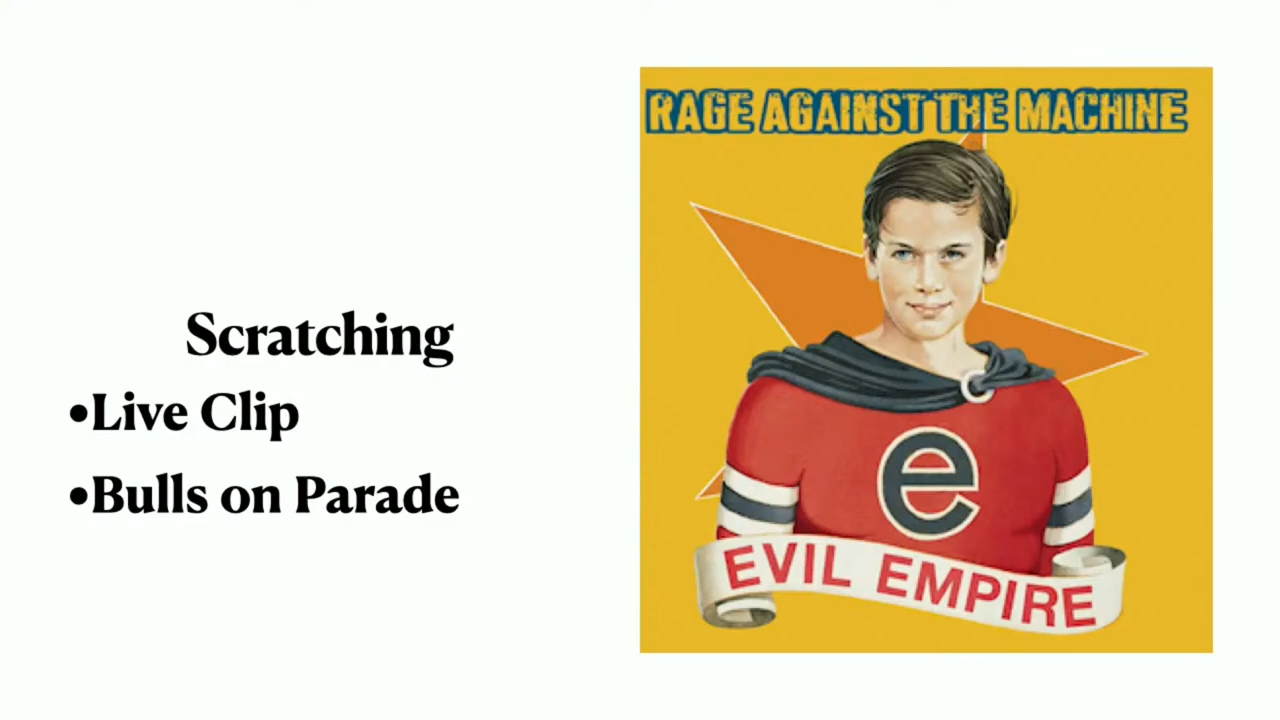 Scratching
•Live Clip
•Bulls on Parade
RAGE AGAINST THE MACHINE
e
EVIL EMPIRE